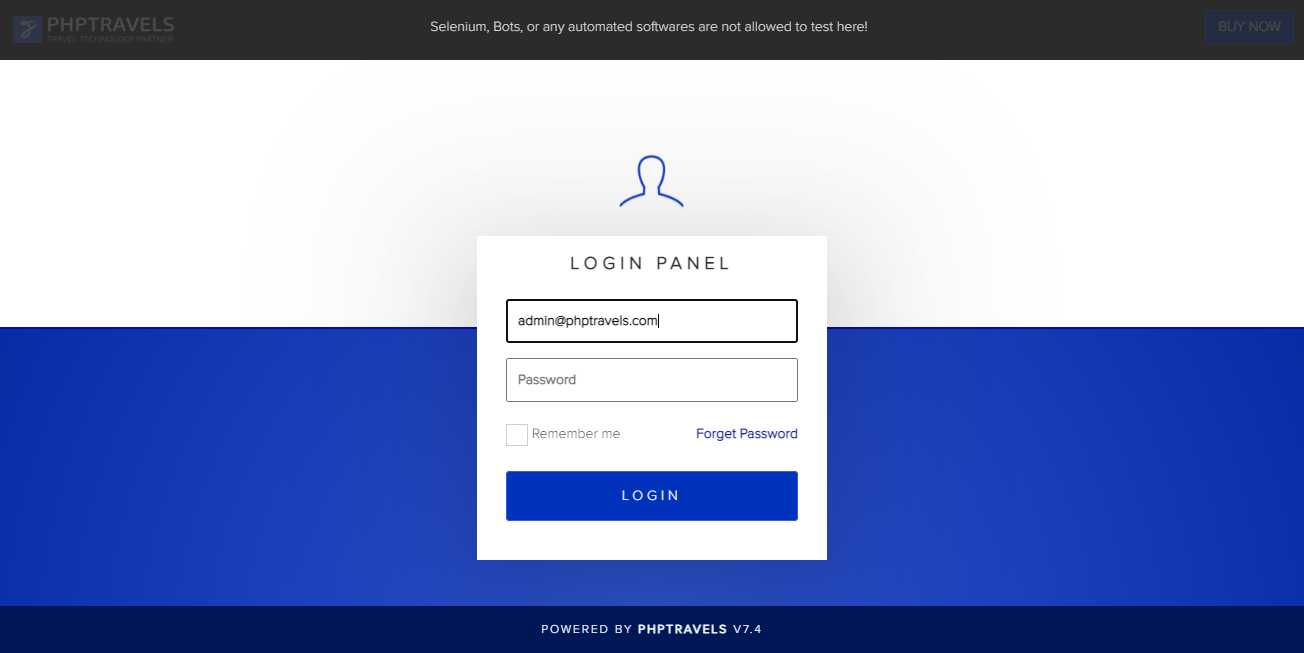 PHPTRAVELS
TRAVEL TECHNOLOGY PARTNER
Selenium, Bots, or any automated softwares are not allowed to test here!
BUY NOW
LOGIN PANEL
admin@phptravels.com
Password
Remember me
Forget Password
LOGIN
POWERED BY PHPTRAVELS V7.4